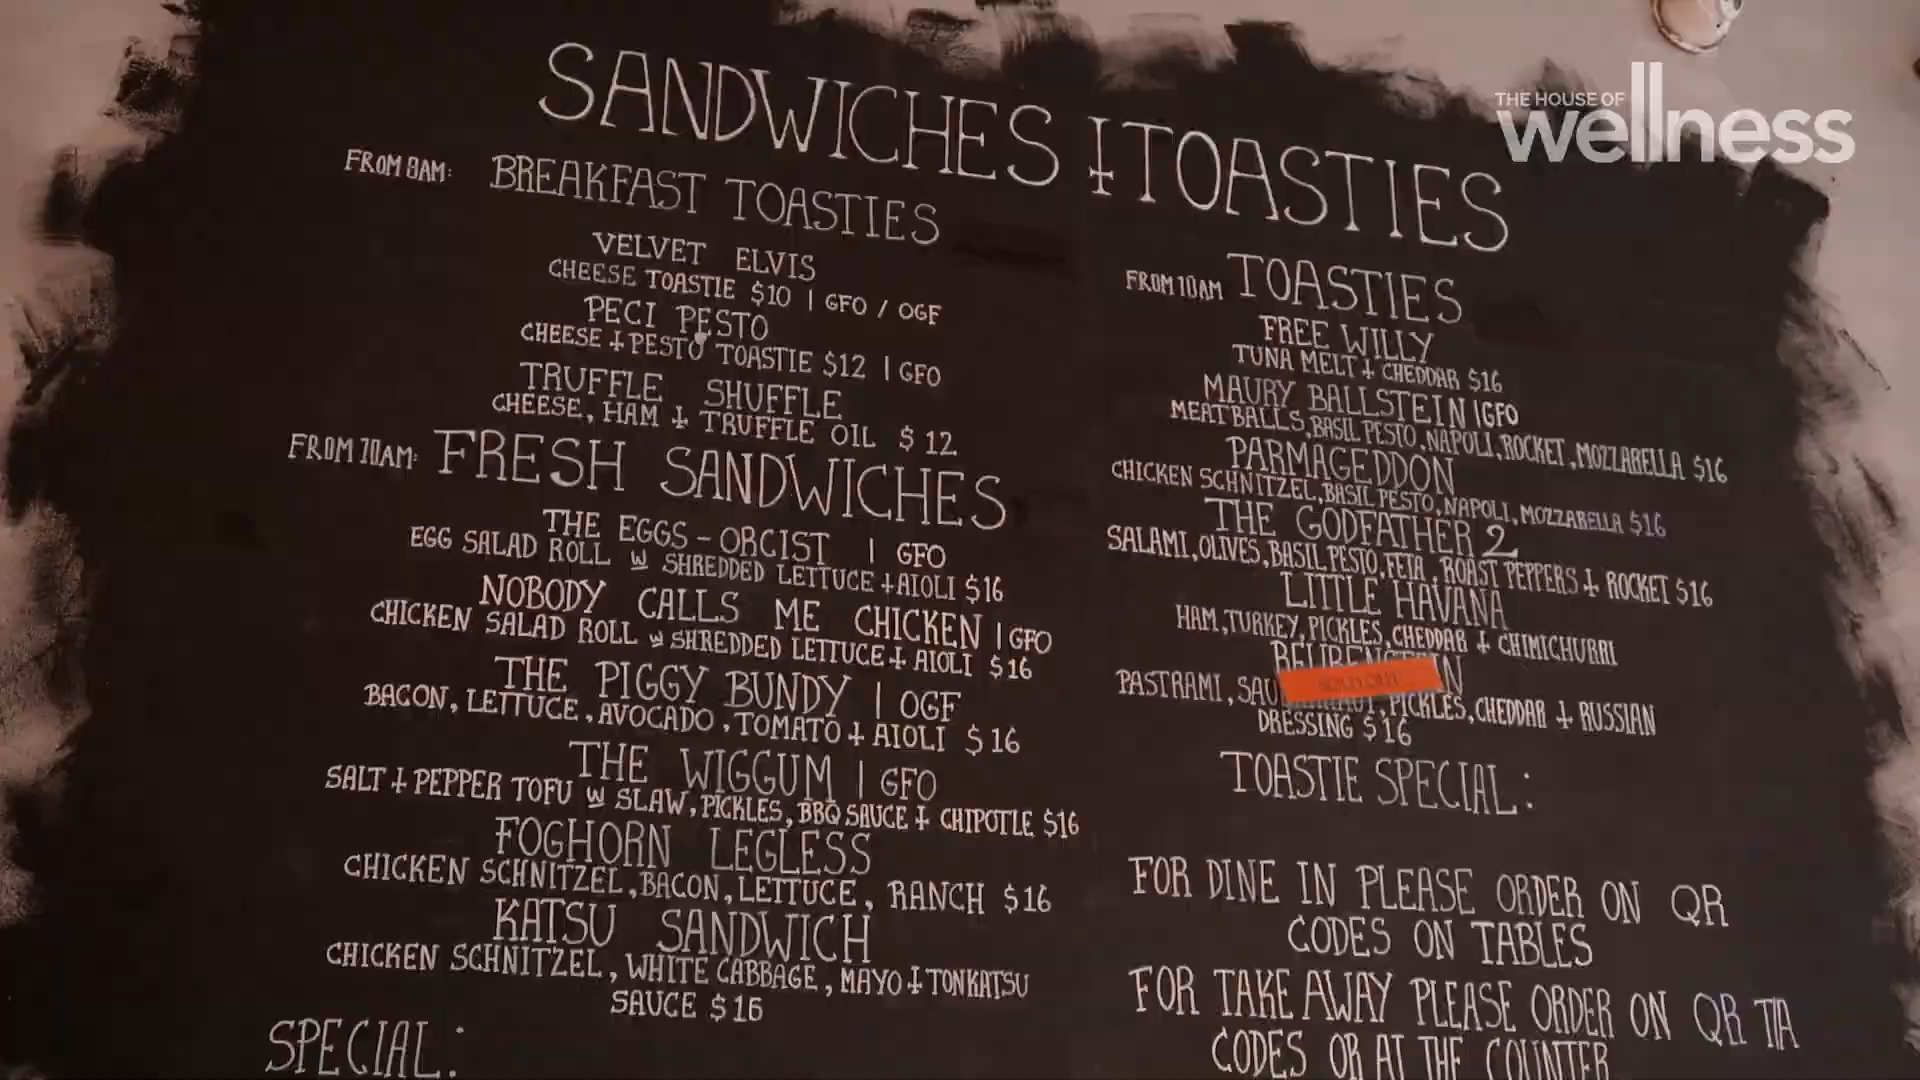 THE HOUSE OF
wellness
SANDWICHES + TOASTIES
FROM 8AM: BREAKFAST TOASTIES
VELVET ELVIS
CHEESE TOASTIE $10 | GFO / OGF
PECI PESTO
CHEESE + PESTO TOASTIE $12 | GFO
TRUFFLE SHUFFLE
CHEESE, HAM + TRUFFLE OIL $12
FROM 10AM: FRESH SANDWICHES
THE EGGS-ORCIST | GFO
EGG SALAD ROLL W SHREDDED LETTUCE + AIOLI $16
NOBODY CALLS ME CHICKEN | GFO
CHICKEN SALAD ROLL W SHREDDED LETTUCE + AIOLI $16
THE PIGGY BUNDY | OGF
BACON, LETTUCE, AVOCADO, TOMATO + AIOLI $16
THE WIGGUM | GFO
SALT + PEPPER TOFU W SLAW, PICKLES, BBQ SAUCE + CHIPOTLE $16
FOGHORN LEGLESS
CHICKEN SCHNITZEL, BACON, LETTUCE, RANCH $16
KATSU SANDWICH
CHICKEN SCHNITZEL, WHITE CABBAGE, MAYO + TONKATSU
SAUCE $16
SPECIAL:
FROM 10AM TOASTIES
FREE WILLY
TUNA MELT + CHEDDAR $16
MAURY BALLSTEIN | GFO
MEATBALLS, BASIL PESTO, NAPOLI, ROCKET, MOZZARELLA $16
PARMAGEDDON
CHICKEN SCHNITZEL, BASIL PESTO, NAPOLI, MOZZARELLA $16
THE GODFATHER 2
SALAMI, OLIVES, BASIL PESTO, FETA, ROAST PEPPERS + ROCKET $16
LITTLE HAVANA
HAM, TURKEY, PICKLES, CHEDDAR + CHIMICHURRI
PASTRAMI, PICKLES, CHEDDAR + RUSSIAN
DRESSING $16
TOASTIE SPECIAL:
FOR DINE IN PLEASE ORDER ON QR
CODES ON TABLES
FOR TAKE AWAY PLEASE ORDER ON QR T/A
CODES OR AT THE COUNTER